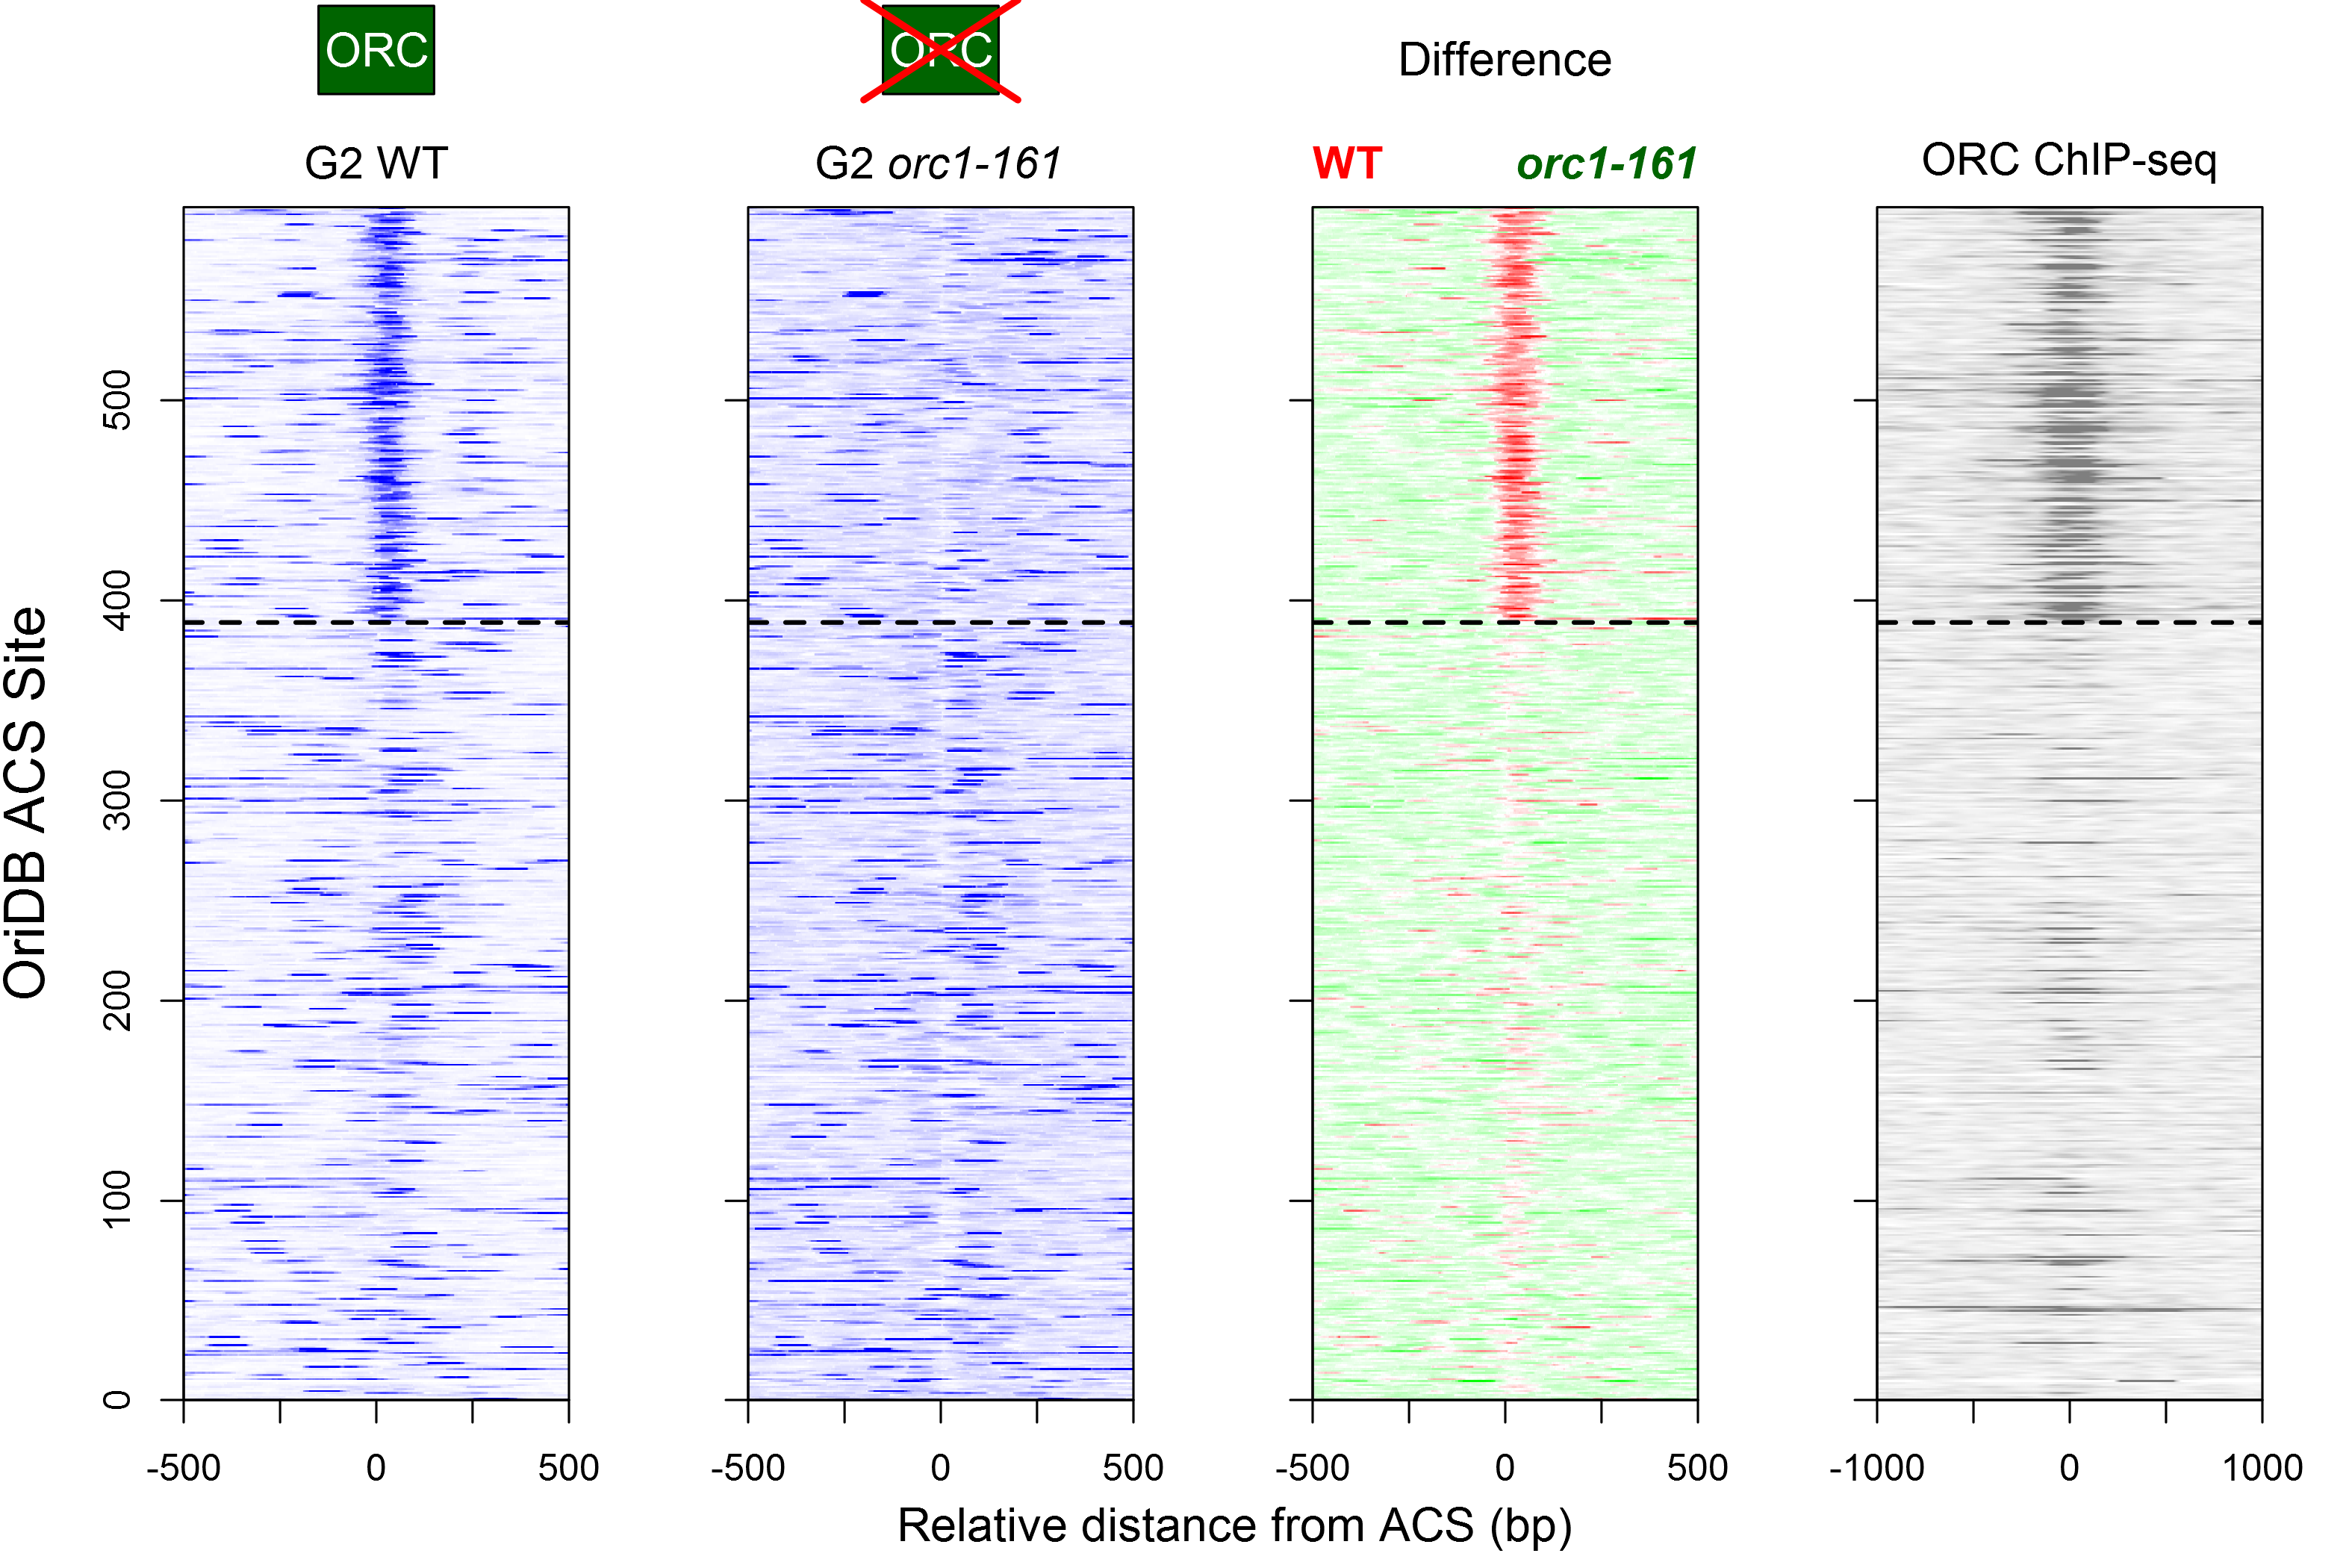 ORC
ORC
Difference
G2 WT
G2 orc1-161
WT
orc1-161
ORC ChIP-seq
OriDB ACS Site
500
400
300
200
100
0
-500 0 500
-500 0 500
-500 0 500
-1000 0 1000
Relative distance from ACS (bp)